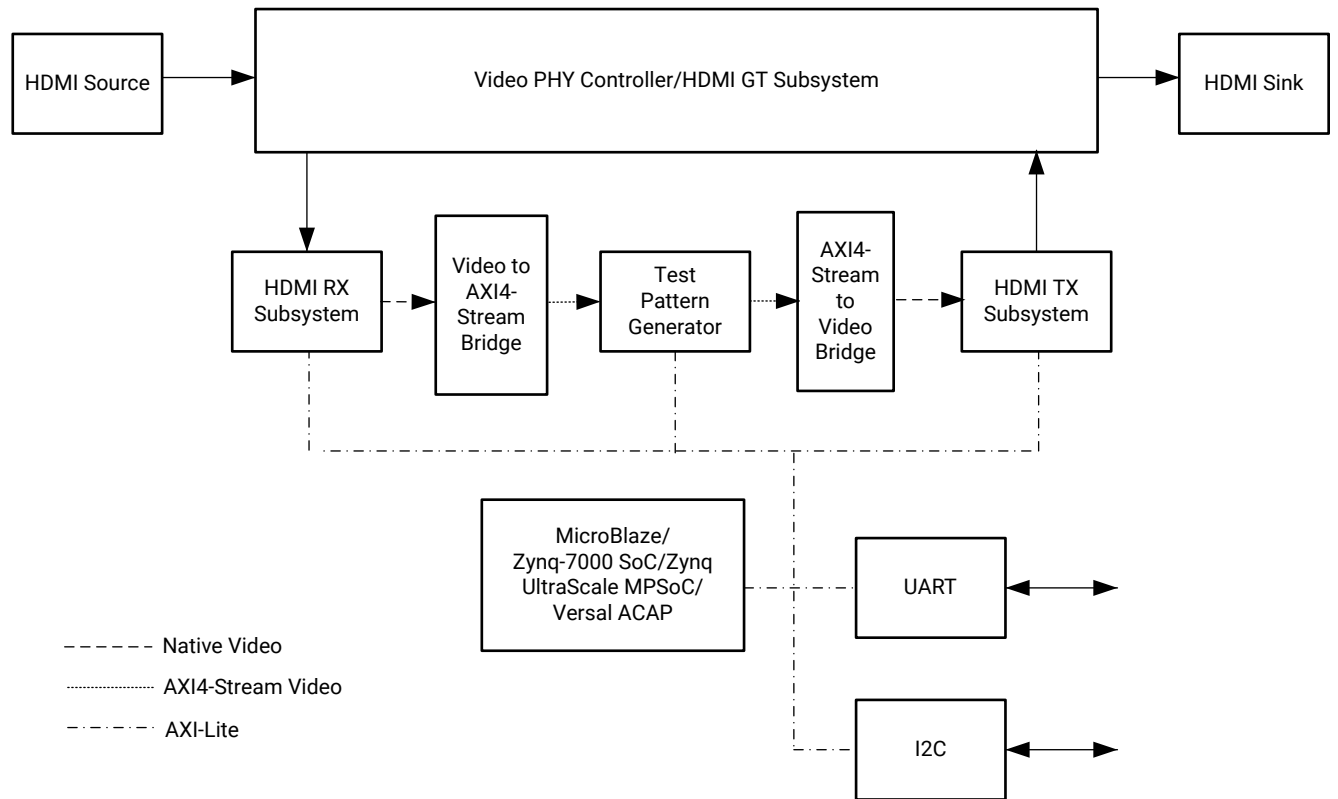 HDMI Source
Video PHY Controller/HDMI GT Subsystem
HDMI Sink
HDMI RX
Subsystem
Video to
AXI4-
Stream
Bridge
Test
Pattern
Generator
AXI4-
Stream
to
Video
Bridge
HDMI TX
Subsystem
MicroBlaze/
Zynq-7000 SoC/Zynq
UltraScale MPSoC/
Versal ACAP
UART
I2C
Native Video
AXI4-Stream Video
AXI-Lite